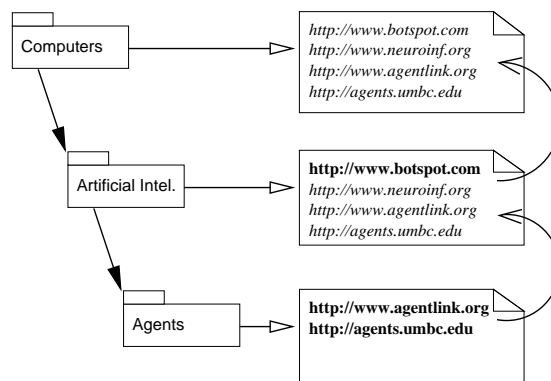 Computers
http://www.botspot.com
http://www.neuroinf.org
http://www.agentlink.org
http://agents.umbc.edu
Artificial Intel.
http://www.botspot.com
http://www.neuroinf.org
http://www.agentlink.org
http://agents.umbc.edu
Agents
http://www.agentlink.org
http://agents.umbc.edu